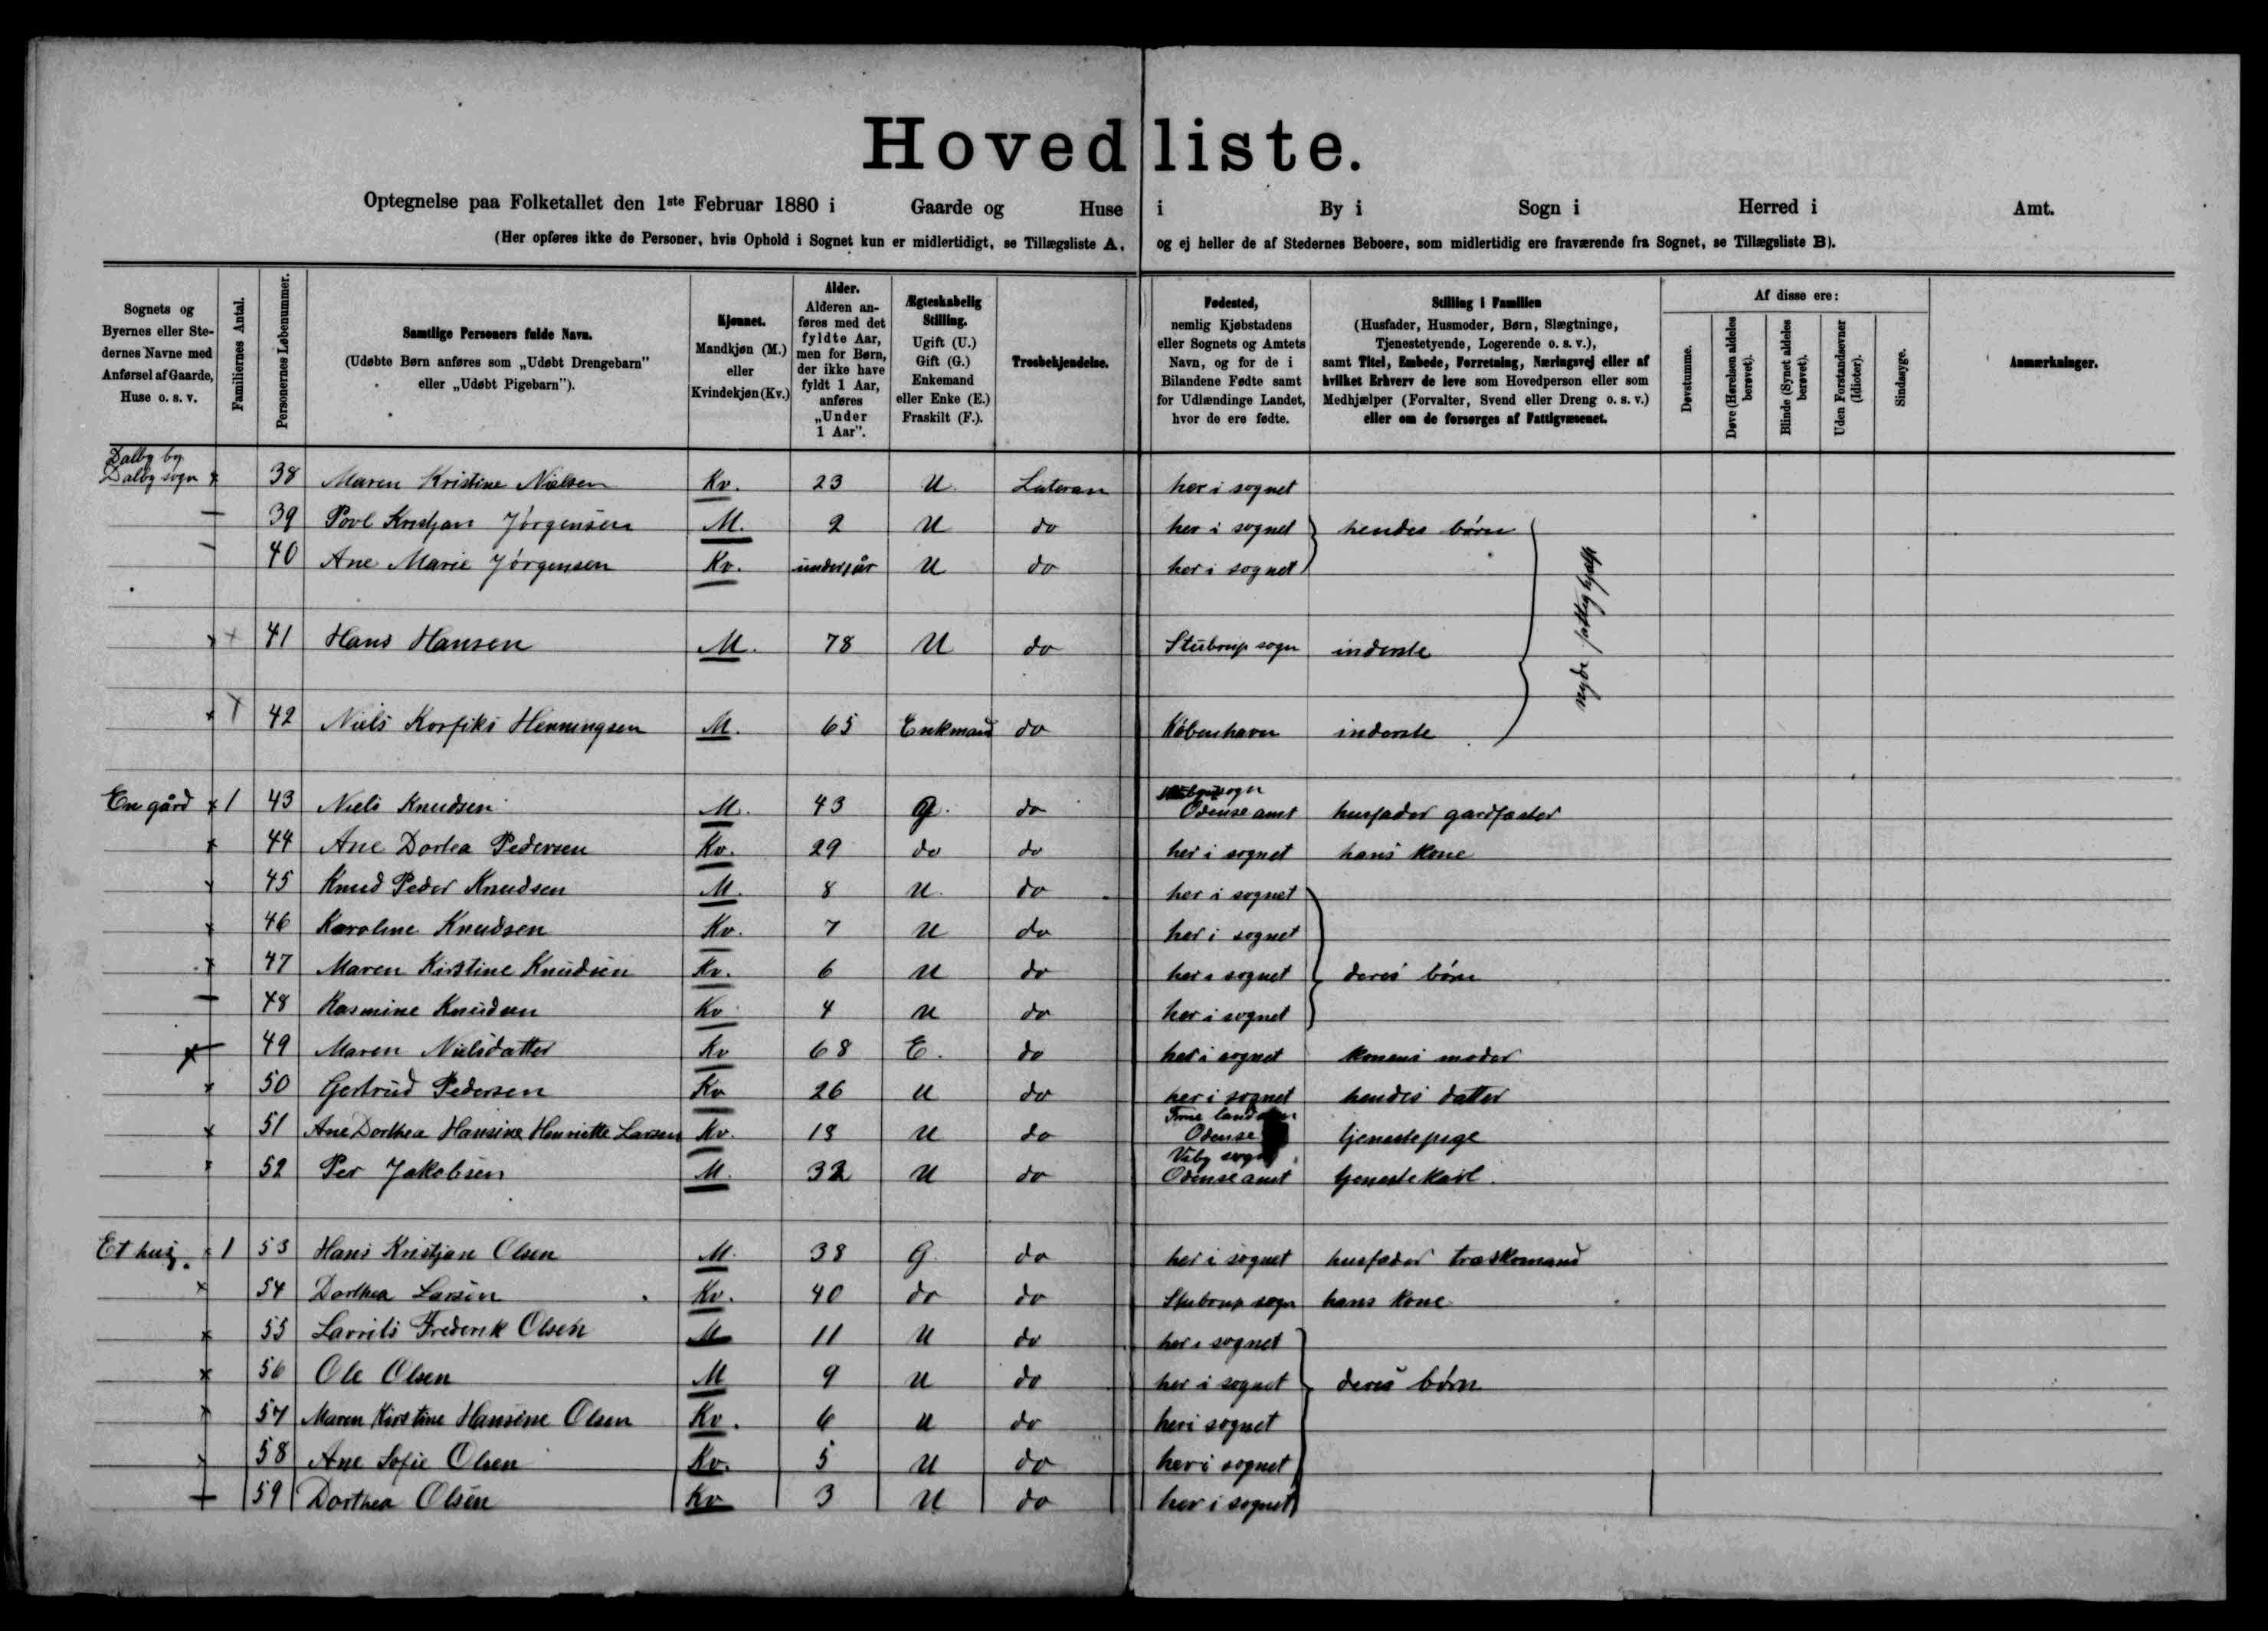 Hovedliste.
Optegnelse paa Folketallet den 1ste Februar 1880 i Gaarde og Huse i By i Sogn i Herred i Amt.
(Her opføres ikke de Personer, hvis Ophold i Sognet kun er midlertidigt, se Tillægsliste A, og ej heller de af Stedernes Beboere, som midlertidig ere fraværende fra Sognet, se Tillægsliste B).
Sognets og Byernes eller Stedernes Navne med Anførsel af Gaarde, Huse o. s. v.
Familiernes Antal.
Personernes Løbenummer.
Samtlige Personers fulde Navn.
(Udøbte Børn anføres som „Udøbt Drengebarn" eller „Udøbt Pigebarn").
Kjønnet.
Mandkjøn (M.) eller Kvindekjøn (Kv.)
Alder.
Alderen anføres med det fyldte Aar, men for Børn, der ikke have fyldt 1 Aar, anføres „Under 1 Aar".
Ægteskabelig Stilling.
Ugift (U.) Gift (G.) Enkemand eller Enke (E.) Fraskilt (F.).
Trosbekjendelse.
Fødested,
nemlig Kjøbstadens eller Sognets og Amtets Navn, og for de i Bilandene Fødte samt for Udlændinge Landet, hvor de ere fødte.
Stilling i Familien
(Husfader, Husmoder, Børn, Slægtninge, Tjenestetyende, Logerende o. s. v.),
samt Titel, Embede, Forretning, Næringsvej eller af hvilket Erhverv de leve som Hovedperson eller som Medhjælper (Forvalter, Svend eller Dreng o. s. v.) eller om de forsørges af Fattigvæsenet.
Af disse ere:
Døvstumme.
Døve (Hørelsen aldeles berøvet).
Blinde (Synet aldeles berøvet).
Uden Forstandsevner (Idioter).
Sindssyge.
Anmærkninger.
Dalby by
Dalby sogn x 38 Maren Kristine Nielsen Kv. 23 U. Luteran her i sognet
39 Povl Kristjan Jørgensen M. 2 U do her i sognet hendes børn
40 Ane Marie Jørgensen Kv. under 1 år U do her i sognet
nyde fattighjælp
x + 41 Hans Hansen M. 78 U do Stubrup sogn inderste
x + 42 Niels Henningsen M. 65 Enkmand do København inderste
En gård x 1 43 Niels Knudsen M. 43 G. do Odense amt husfader gardfæster
x 44 Ane Dortea Pedersen Kv. 29 do do her i sognet hans kone
x 45 Knud Peder Knudsen M. 8 U. do her i sognet
x 46 Karoline Knudsen Kv. 7 U do her i sognet
x 47 Maren Kirstine Knudsen Kv. 6 U do her i sognet deres børn
48 Rasmine Knudsen Kv 4 U do her i sognet
x 49 Maren Nielsdatter Kv 68 E. do her i sognet konens moder
x 50 Gertrud Pedersen Kv 26 U do her i sognet hendes datter
x 51 Ane Dorthea Hansine Henriette Larsen Kv. 18 U do Odense tjenestepige
x 52 Per Jakobsen M. 32 U do Viby sogn Odense amt tjenestekarl.
Et hus. x 1 53 Hans Kristjan Olsen M. 38 G do her i sognet husfader træskomand
x 54 Dorthea Larsen Kv. 40 do do Stubrup sogn hans kone
x 55 Lavrits Frederik Olsen M 11 U do her i sognet
x 56 Ole Olsen M 9 U do her i sognet deres børn
x 57 Maren Kirstine Hansine Olsen Kv. 6 U do her i sognet
x 58 Ane Sofie Olsen Kv. 5 U do her i sognet
59 Dorthea Olsen Kv 3 U do her i sognet